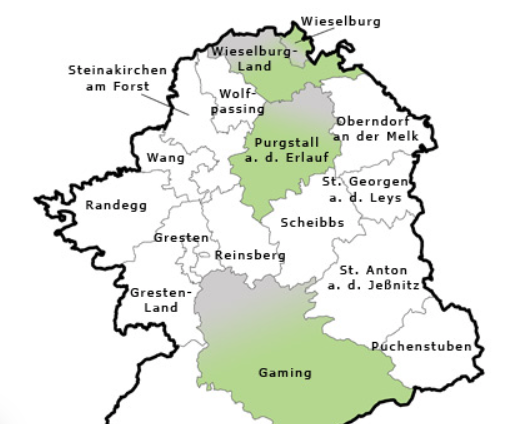 Wieselburg
Wieselburg-
Land
Steinakirchen
am Forst
Wolf-
passing
Oberndorf
an der Melk
Purgstall
a. d. Erlauf
Wang
St. Georgen
a. d. Leys
Randegg
Scheibbs
Gresten
Reinsberg
St. Anton
a. d. Jeßnitz
Gresten-
Land
Puchenstuben
Gaming